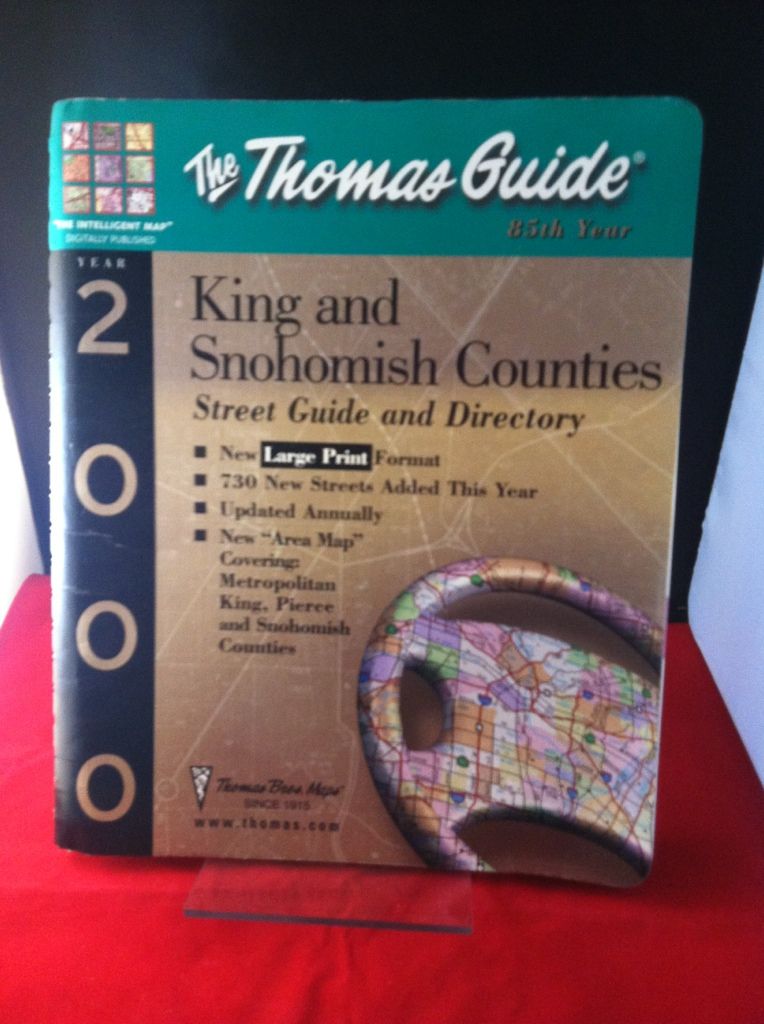 The Thomas Guide®
85th Year
"THE INTELLIGENT MAP"
DIGITALLY PUBLISHED
YEAR
2
0
0
0
King and
Snohomish Counties
Street Guide and Directory
■ New Large Print Format
■ 730 New Streets Added This Year
■ Updated Annually
■ New "Area Map"
Covering:
Metropolitan
King, Pierce
and Snohomish
Counties
Thomas Bros. Maps®
SINCE 1915
www.thomas.com